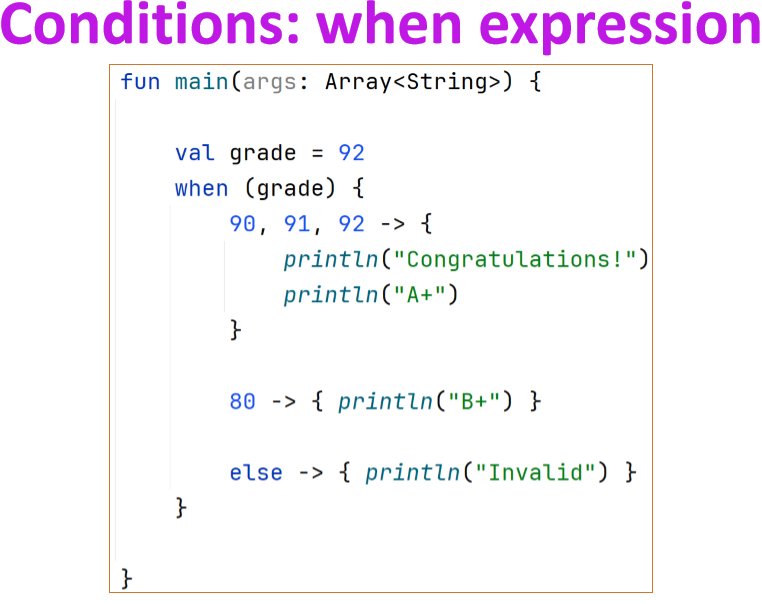 Conditions: when expression
fun main(args: Array<String>) {
val grade = 92
when (grade) {
90, 91, 92 -> {
println("Congratulations!")
println("A+")
}
80 -> { println("B+") }
else -> { println("Invalid") }
}
}